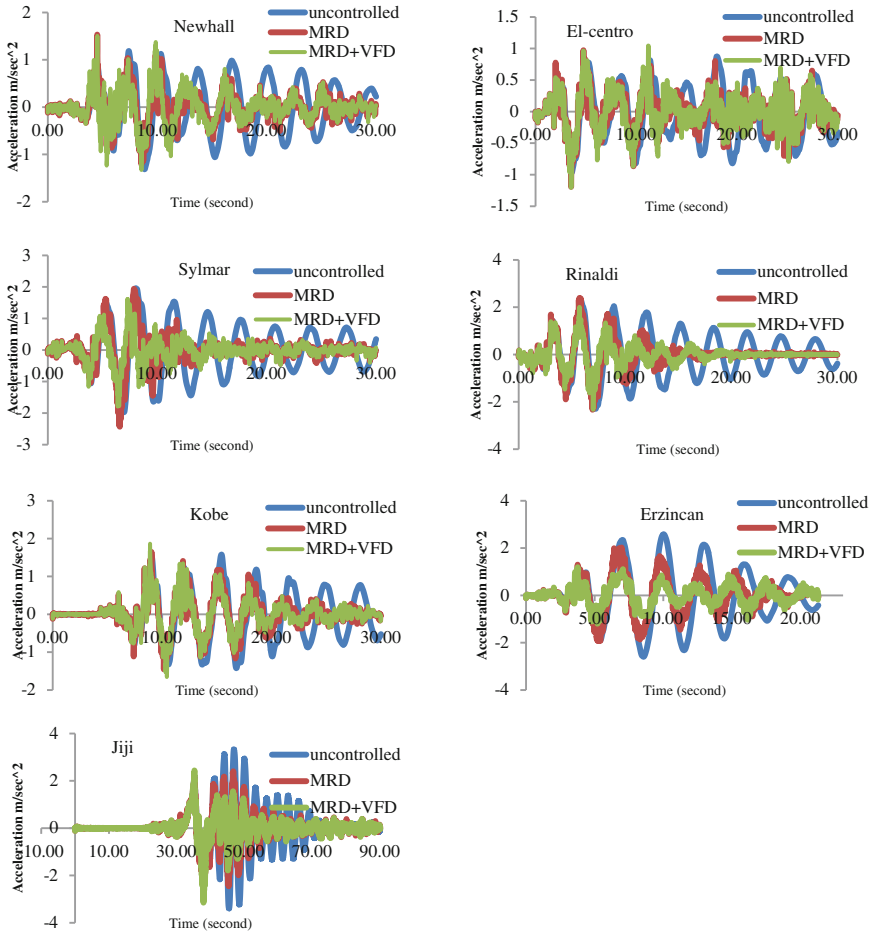 Newhall
uncontrolled
MRD
MRD+VFD
Acceleration m/sec^2
2
1
0
-1
-2
0.00 10.00 20.00 30.00
Time (second)
El-centro
uncontrolled
MRD
MRD+VFD
Acceleration m/sec^2
1.5
1
0.5
0
-0.5
-1
-1.5
0.00 10.00 20.00 30.00
Time (second)
Sylmar
uncontrolled
MRD
MRD+VFD
Acceleration m/sec^2
3
2
1
0
-1
-2
-3
0.00 10.00 20.00 30.00
Time (second)
Rinaldi
uncontrolled
MRD
MRD+VFD
Acceleration m/sec^2
4
2
0
-2
-4
0.00 10.00 20.00 30.00
Time (second)
Kobe
uncontrolled
MRD
MRD+VFD
Acceleration m/sec^2
3
2
1
0
-1
-2
0.00 10.00 20.00 30.00
Time (second)
Erzincan
uncontrolled
MRD
MRD+VFD
Acceleration m/sec^2
4
2
0
-2
-4
0.00 5.00 10.00 15.00 20.00
Time (second)
Jiji
uncontrolled
MRD
MRD+VFD
Acceleration m/sec^2
4
2
0
-2
-4
-10.00 10.00 30.00 50.00 70.00 90.00
Time (second)